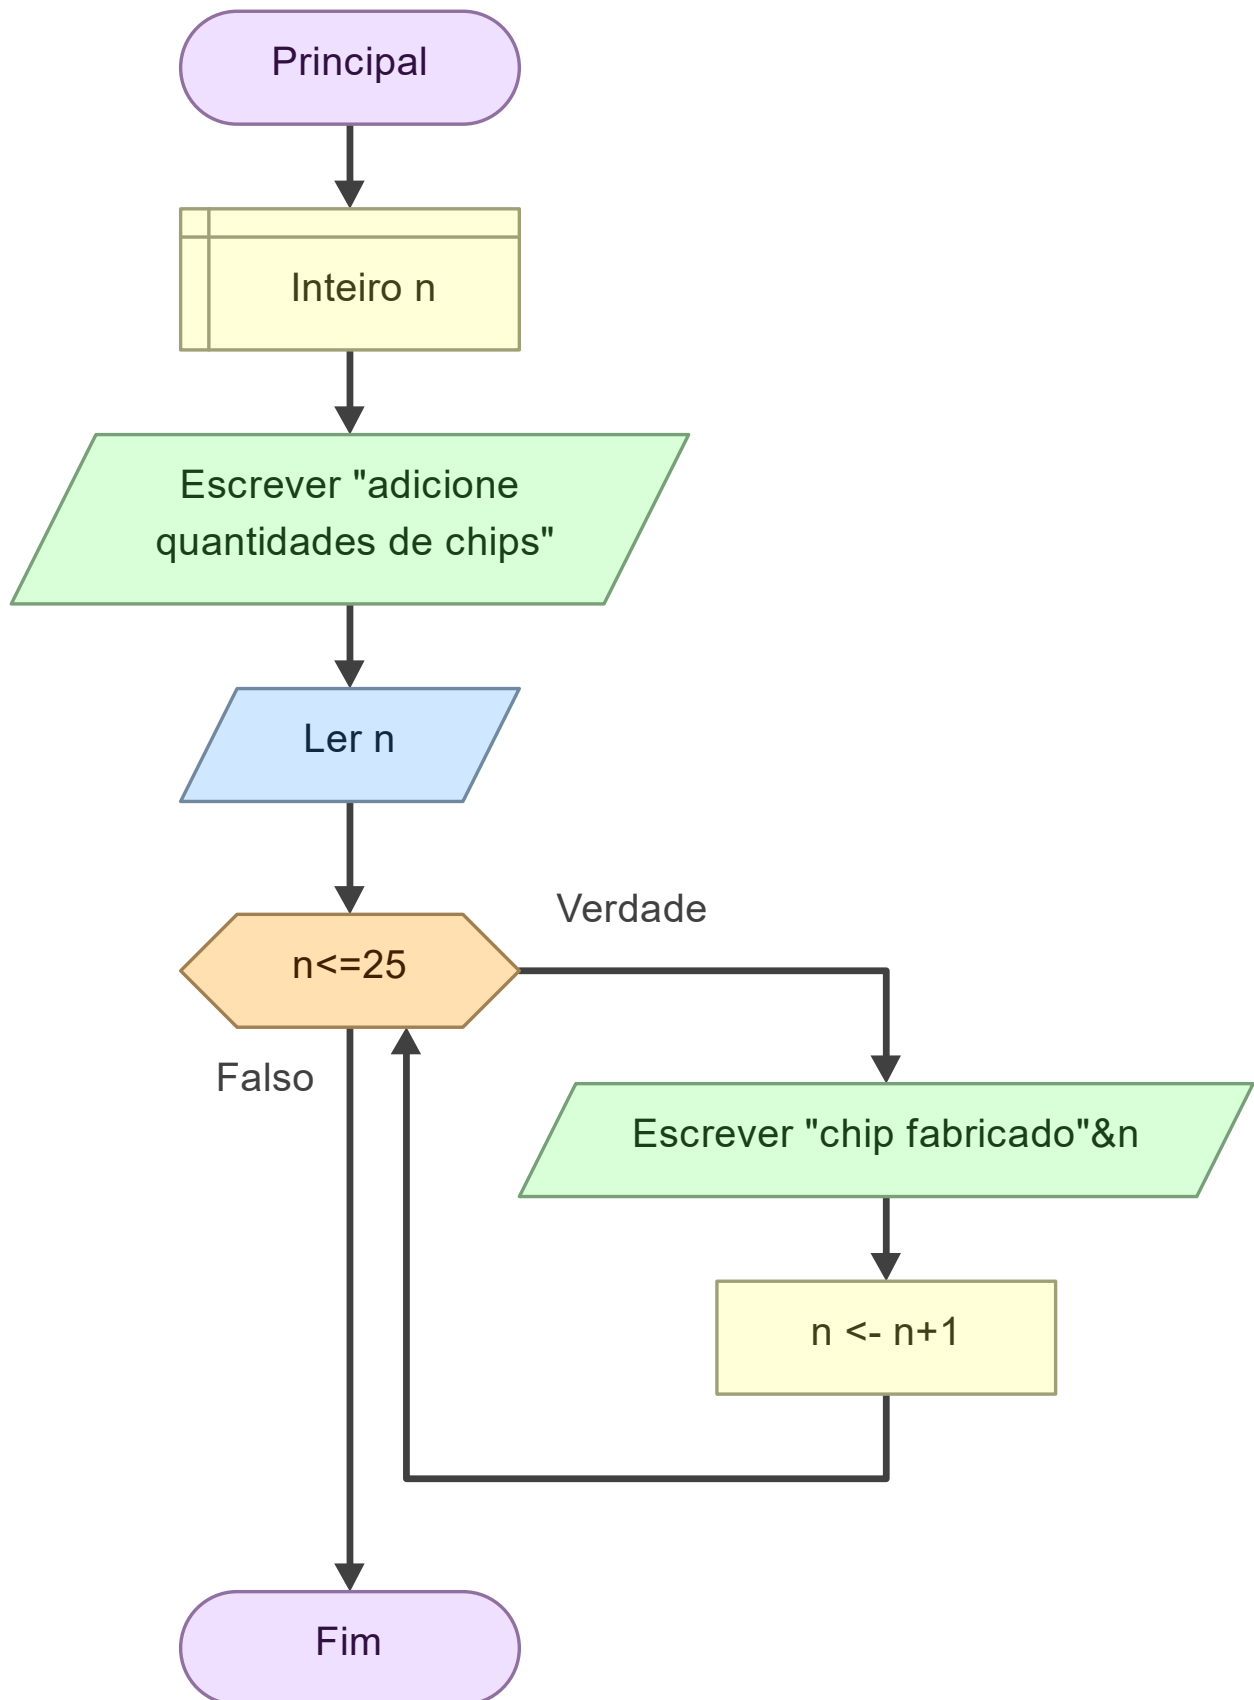 Principal
Inteiro n
Escrever "adicione
quantidades de chips"
Ler n
n<=25
Verdade
Falso
Escrever "chip fabricado"&n
n <- n+1
Fim